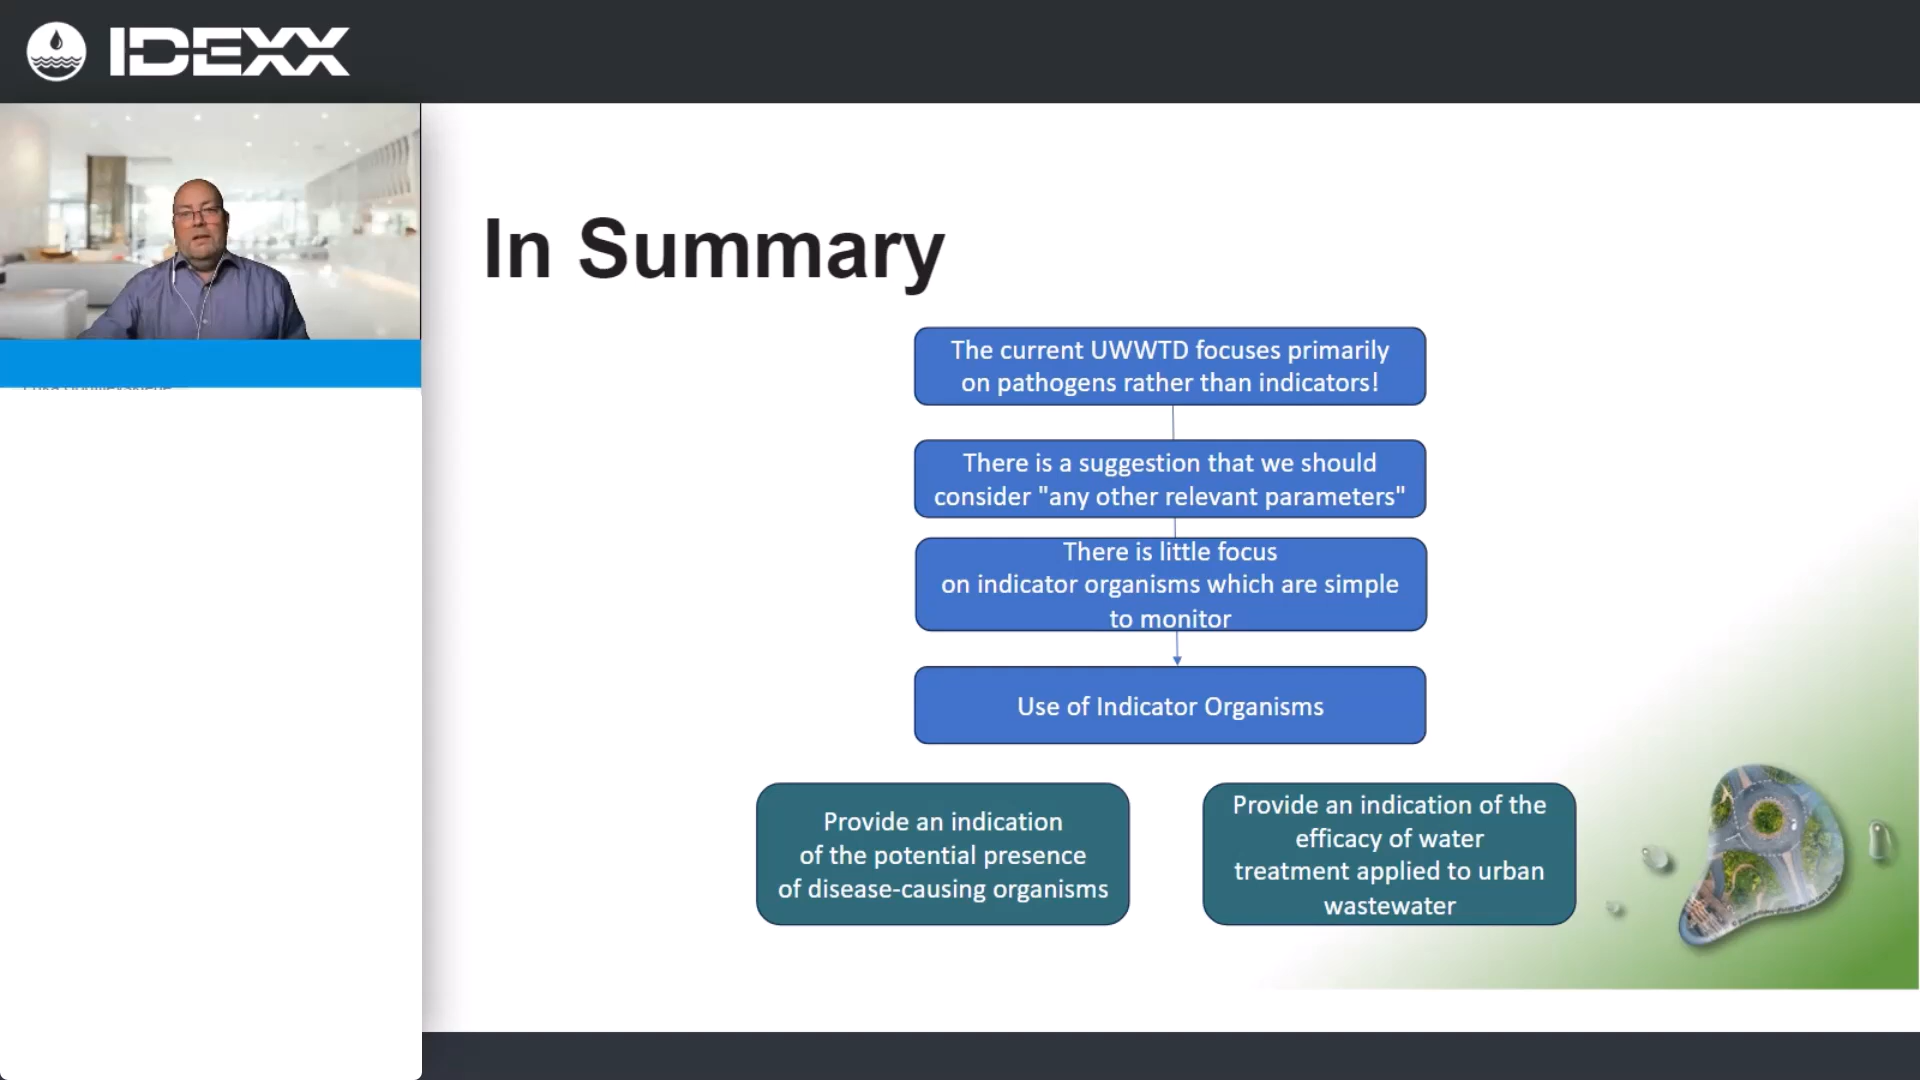 IDEXX
In Summary
The current UWWTD focuses primarily
on pathogens rather than indicators!
There is a suggestion that we should
consider "any other relevant parameters"
There is little focus
on indicator organisms which are simple
to monitor
Use of Indicator Organisms
Provide an indication
of the potential presence
of disease-causing organisms
Provide an indication of the
efficacy of water
treatment applied to urban
wastewater